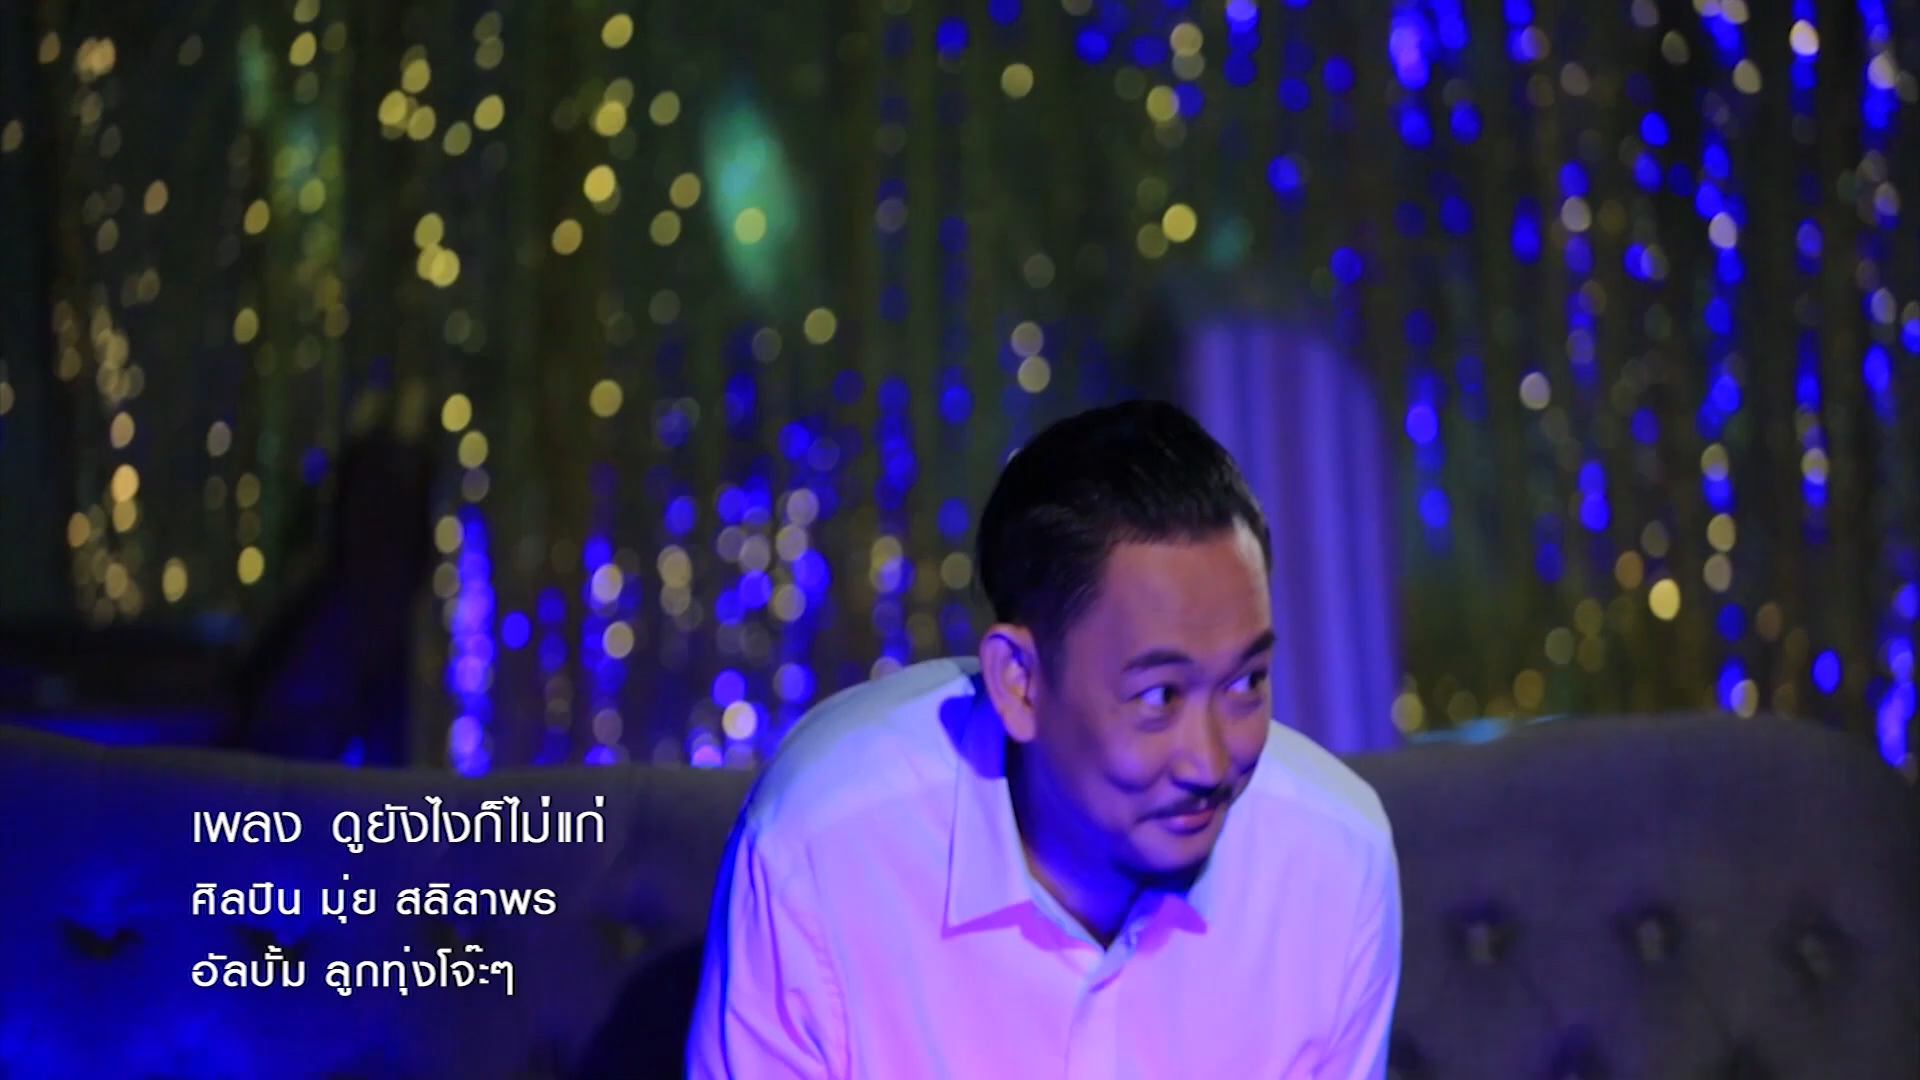 เพลง ดูยังไงก็ไม่แก่
ศิลปิน มุ่ย สลิลาพร
อัลบั้ม ลูกทุ่งโจ๊ะๆ